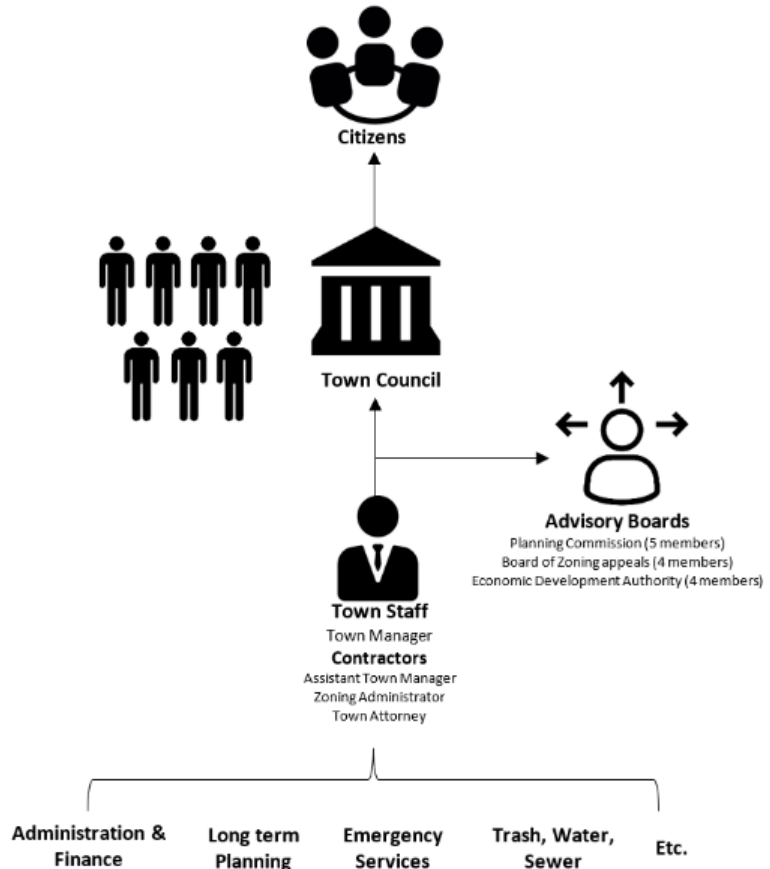 Citizens
Town Council
Advisory Boards
Planning Commission (5 members)
Board of Zoning appeals (4 members)
Economic Development Authority (4 members)
Town Staff
Town Manager
Contractors
Assistant Town Manager
Zoning Administrator
Town Attorney
Administration &
Finance
Long term
Planning
Emergency
Services
Trash, Water,
Sewer
Etc.